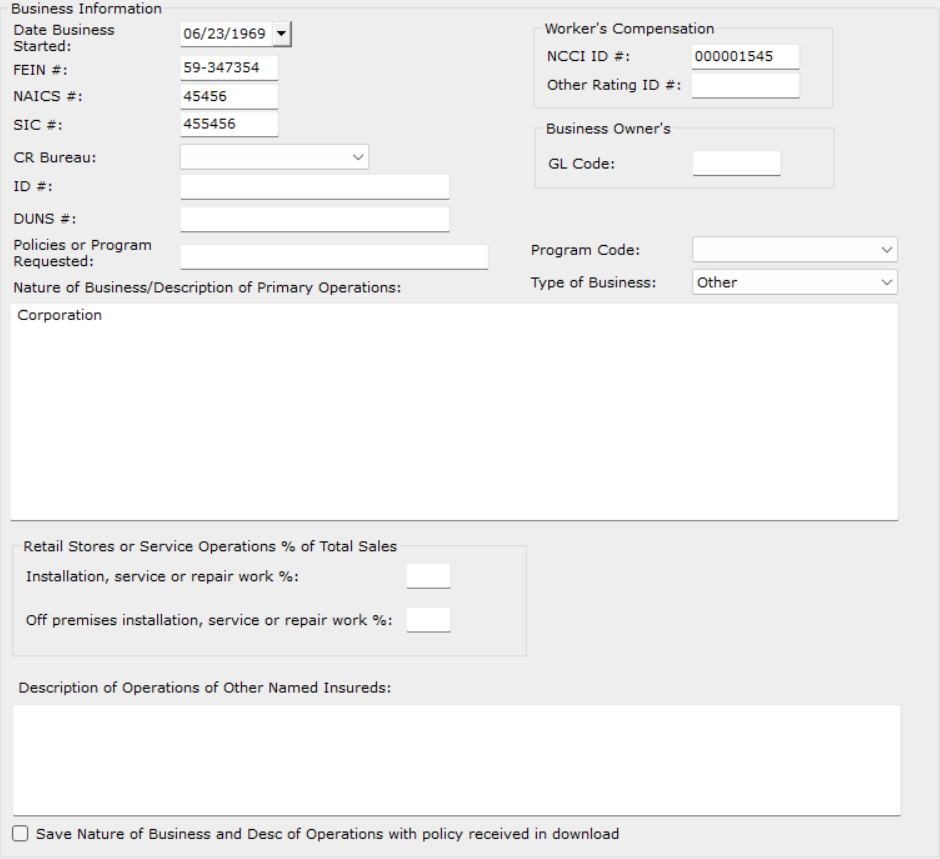 Business Information
Date Business Started:
06/23/1969
FEIN #:
59-347354
NAICS #:
45456
SIC #:
455456
CR Bureau:
ID #:
DUNS #:
Policies or Program Requested:
Worker's Compensation
NCCI ID #:
000001545
Other Rating ID #:
Business Owner's
GL Code:
Program Code:
Type of Business:
Other
Nature of Business/Description of Primary Operations:
Corporation
Retail Stores or Service Operations % of Total Sales
Installation, service or repair work %:
Off premises installation, service or repair work %:
Description of Operations of Other Named Insureds:
Save Nature of Business and Desc of Operations with policy received in download